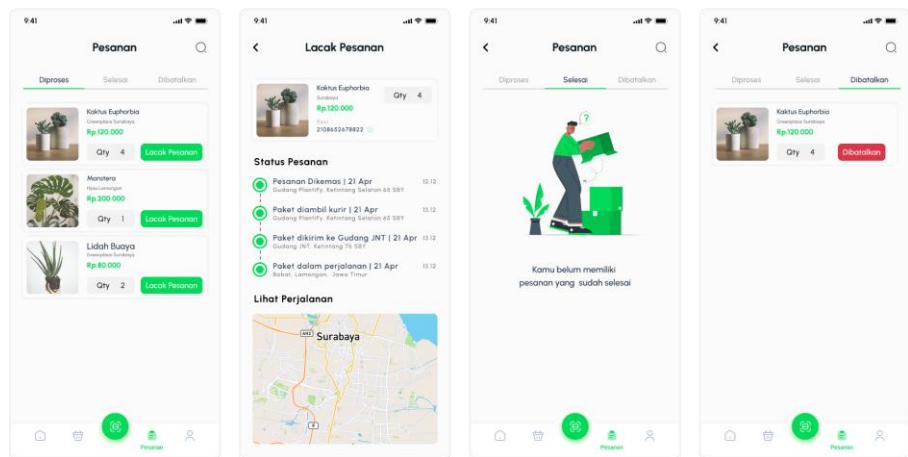 9:41
Pesanan
Diproses Selesai Dibatalkan
Kaktus Euphorbia
Greenplace Surabaya
Rp.120.000
Qty 4 Lacak Pesanan
Monstera
Hijau Lamongan
Rp.200.000
Qty 1 Lacak Pesanan
Lidah Buaya
Greenplace Surabaya
Rp.80.000
Qty 2 Lacak Pesanan
Pesanan
9:41
Lacak Pesanan
Kaktus Euphorbia
Surabaya
Rp.120.000
Qty 4
Resi
2108652678822
Status Pesanan
Pesanan Dikemas | 21 Apr 12.12
Gudang Plantify, Ketintang Selatan 65 SBY
Paket diambil kurir | 21 Apr 13.12
Gudang Plantify, Ketintang Selatan 65 SBY
Paket dikirim ke Gudang JNT | 21 Apr 13.12
Gudang JNT, Ketintang 76 SBY
Paket dalam perjalanan | 21 Apr 15.12
Babat, Lamongan, Jawa Timur
Lihat Perjalanan
AH2
Surabaya
9:41
Pesanan
Diproses Selesai Dibatalkan
?
Kamu belum memiliki
pesanan yang sudah selesai
Pesanan
9:41
Pesanan
Diproses Selesai Dibatalkan
Kaktus Euphorbia
Greenplace Surabaya
Rp.120.000
Qty 4 Dibatalkan
Pesanan